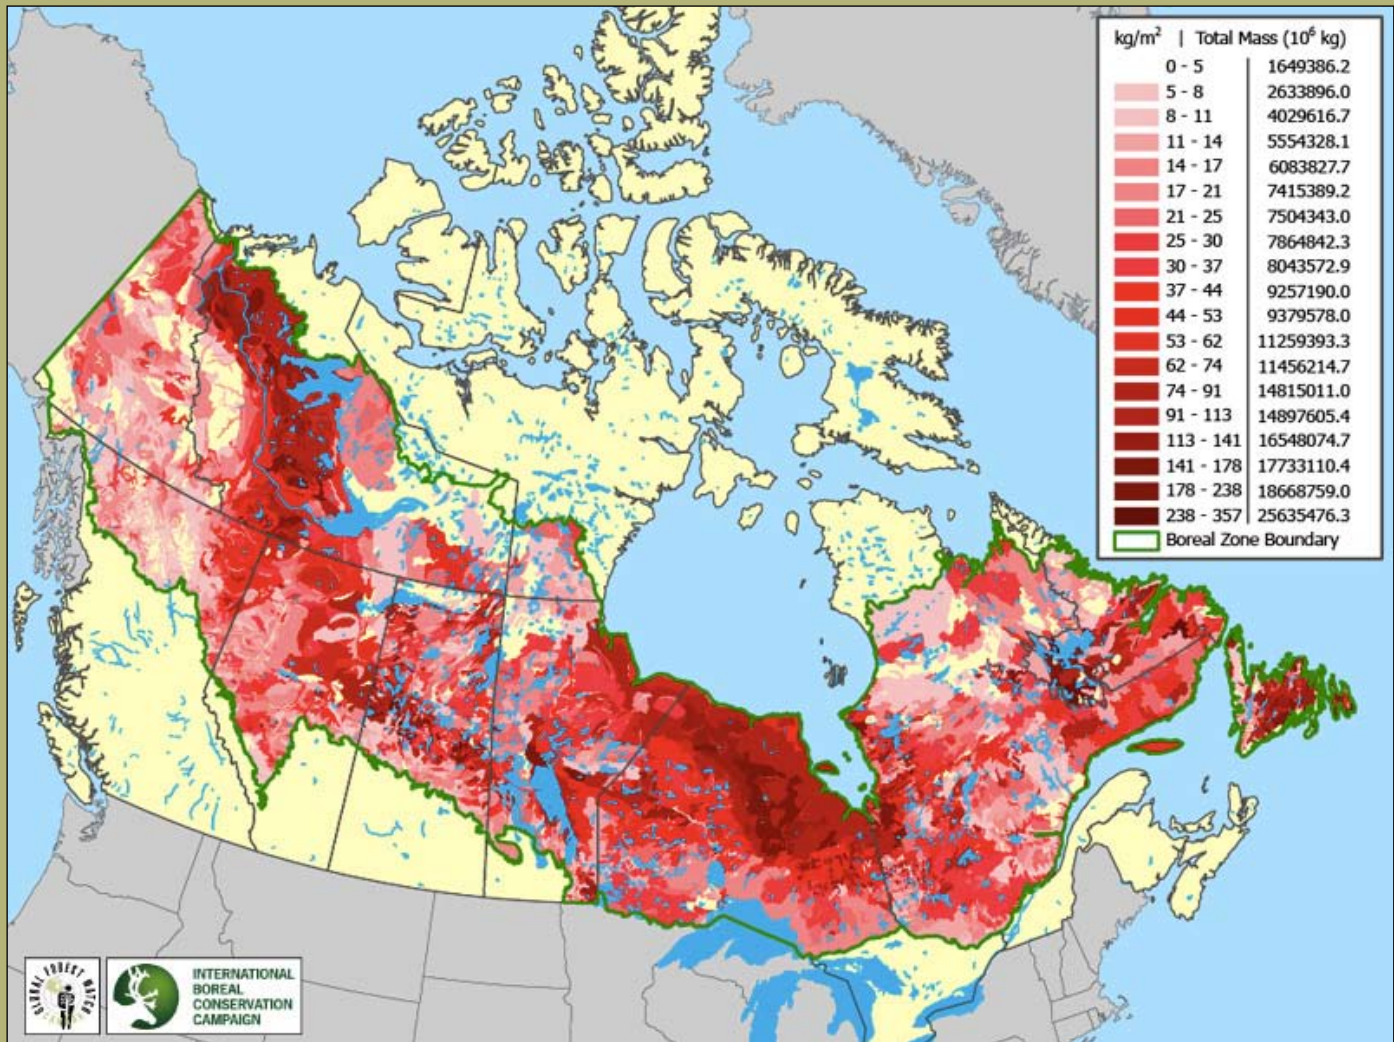 kg/m² | Total Mass (10⁶ kg)
0 - 5 1649386.2
5 - 8 2633896.0
8 - 11 4029616.7
11 - 14 5554328.1
14 - 17 6083827.7
17 - 21 7415389.2
21 - 25 7504343.0
25 - 30 7864842.3
30 - 37 8043572.9
37 - 44 9257190.0
44 - 53 9379578.0
53 - 62 11259393.3
62 - 74 11456214.7
74 - 91 14815011.0
91 - 113 14897605.4
113 - 141 16548074.7
141 - 178 17733110.4
178 - 238 18668759.0
238 - 357 25635476.3
Boreal Zone Boundary
GLOBAL FOREST WATCH
CANADA
INTERNATIONAL
BOREAL
CONSERVATION
CAMPAIGN